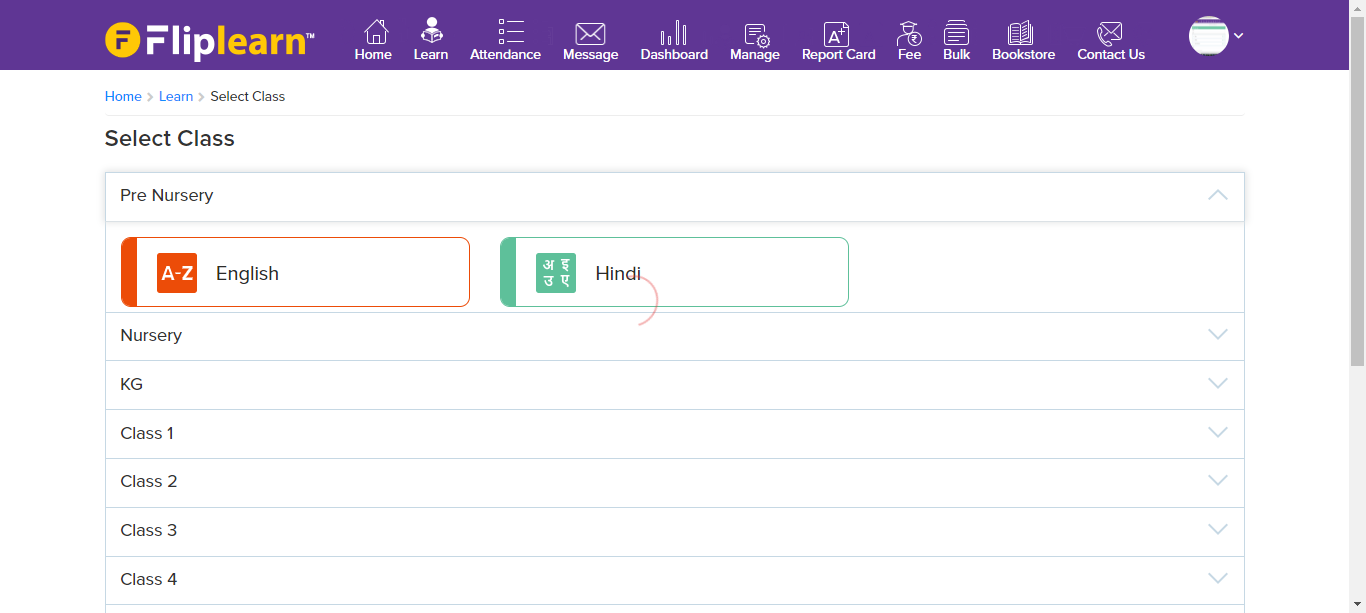 Fliplearn™
Home Learn Attendance Message Dashboard Manage Report Card Fee Bulk Bookstore Contact Us
Home > Learn > Select Class
Select Class
Pre Nursery
A-Z English
अ इ
उ ए
Hindi
Nursery
KG
Class 1
Class 2
Class 3
Class 4